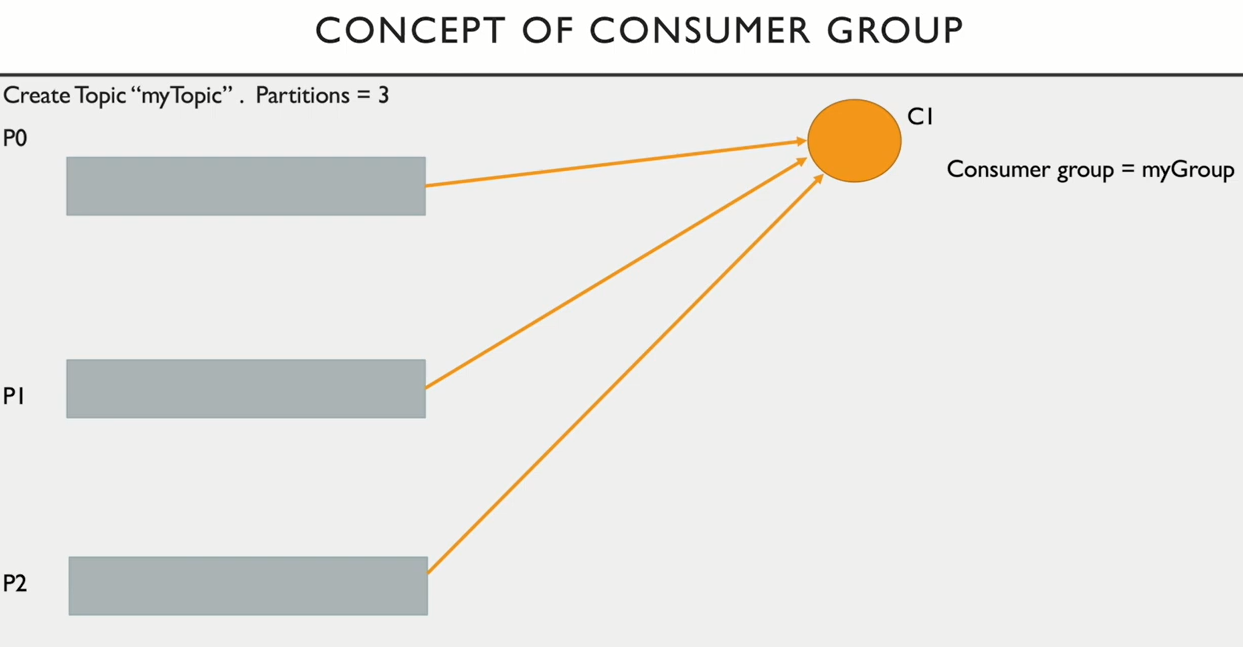 CONCEPT OF CONSUMER GROUP
Create Topic “myTopic” . Partitions = 3
P0
C1
Consumer group = myGroup
P1
P2